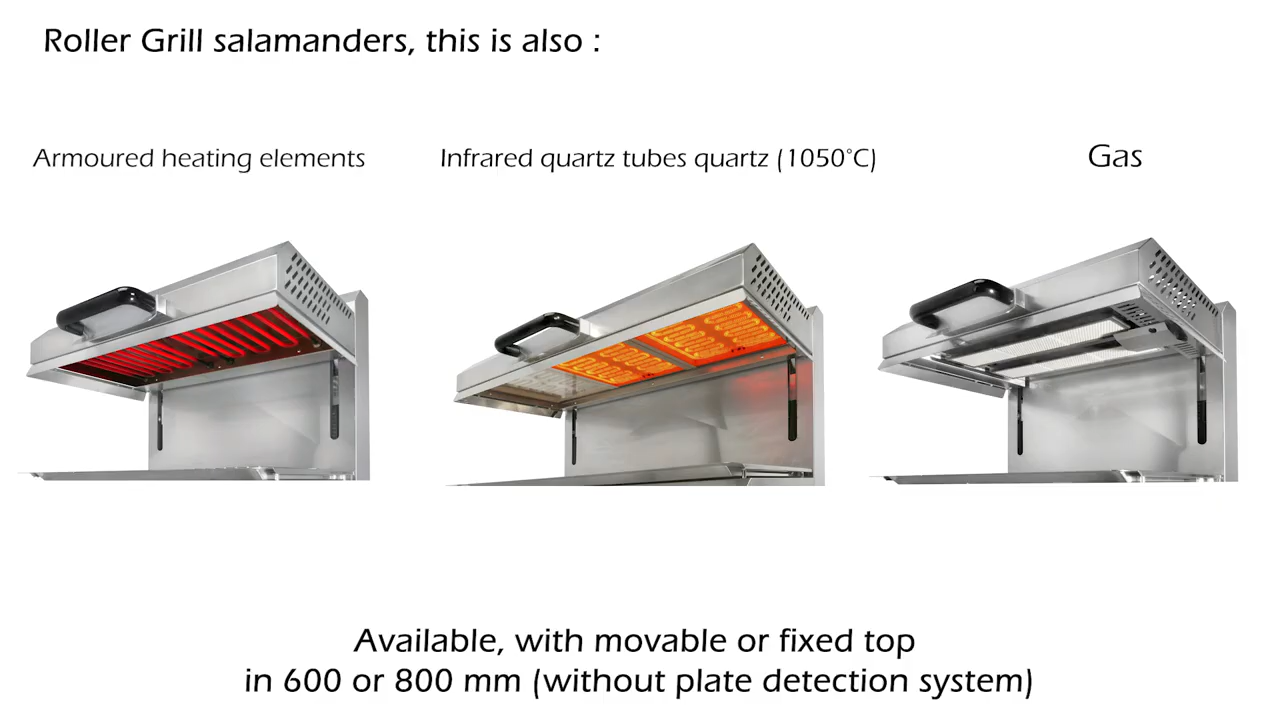 Roller Grill salamanders, this is also :
Armoured heating elements
Infrared quartz tubes quartz (1050°C)
Gas
Available, with movable or fixed top
in 600 or 800 mm (without plate detection system)